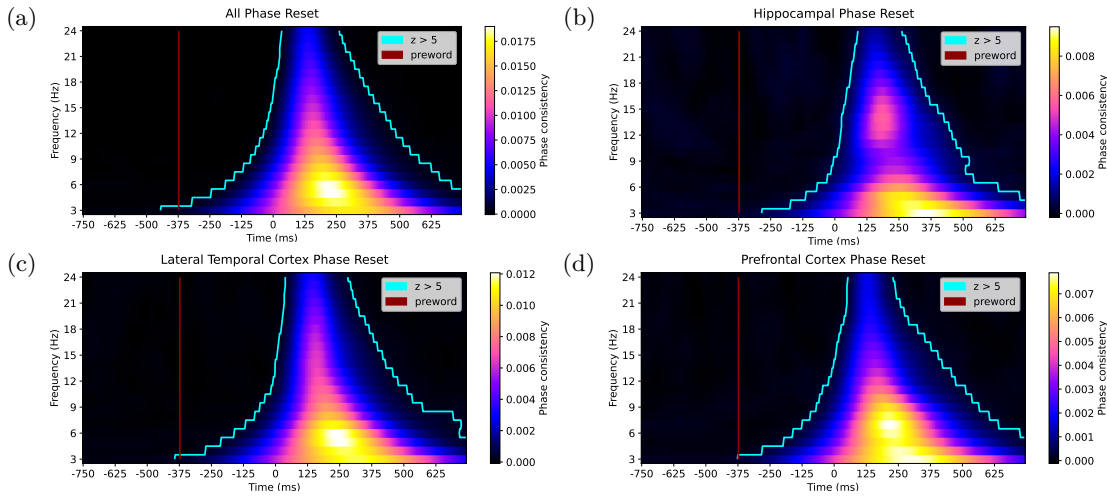 (a)
All Phase Reset
24
21
18
15
12
9
6
3
Frequency (Hz)
-750 -625 -500 -375 -250 -125 0 125 250 375 500 625
Time (ms)
z > 5
preword
0.0175
0.0150
0.0125
0.0100
0.0075
0.0050
0.0025
0.0000
Phase consistency
(b)
Hippocampal Phase Reset
24
21
18
15
12
9
6
3
Frequency (Hz)
-750 -625 -500 -375 -250 -125 0 125 250 375 500 625
Time (ms)
z > 5
preword
0.008
0.006
0.004
0.002
0.000
Phase consistency
(c)
Lateral Temporal Cortex Phase Reset
24
21
18
15
12
9
6
3
Frequency (Hz)
-750 -625 -500 -375 -250 -125 0 125 250 375 500 625
Time (ms)
z > 5
preword
0.012
0.010
0.008
0.006
0.004
0.002
0.000
Phase consistency
(d)
Prefrontal Cortex Phase Reset
24
21
18
15
12
9
6
3
Frequency (Hz)
-750 -625 -500 -375 -250 -125 0 125 250 375 500 625
Time (ms)
z > 5
preword
0.007
0.006
0.005
0.004
0.003
0.002
0.001
0.000
Phase consistency